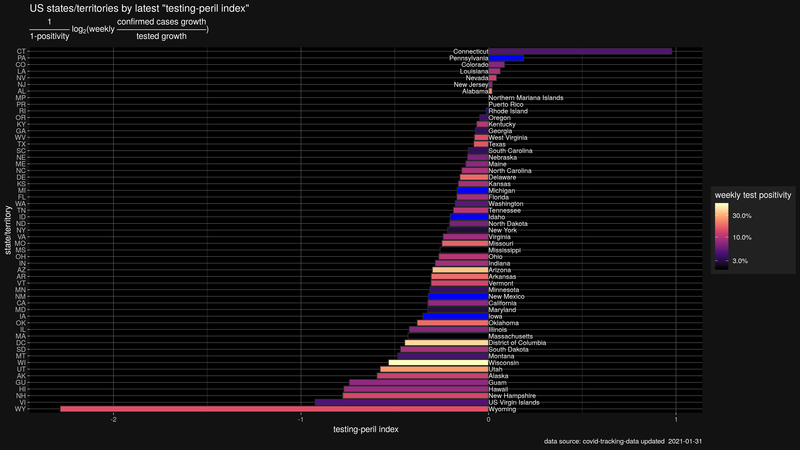 US states/territories by latest "testing-peril index"
1 / 1-positivity log2(weekly confirmed cases growth / tested growth)
CT Connecticut
PA Pennsylvania
CO Colorado
LA Louisiana
NV Nevada
NJ New Jersey
AL Alabama
MP Northern Mariana Islands
PR Puerto Rico
RI Rhode Island
OR Oregon
KY Kentucky
GA Georgia
WV West Virginia
TX Texas
SC South Carolina
NE Nebraska
ME Maine
NC North Carolina
DE Delaware
KS Kansas
MI Michigan
FL Florida
WA Washington
TN Tennessee
ID Idaho
ND North Dakota
NY New York
VA Virginia
MO Missouri
MS Mississippi
OH Ohio
IN Indiana
AZ Arizona
AR Arkansas
VT Vermont
MN Minnesota
NM New Mexico
CA California
MD Maryland
IA Iowa
OK Oklahoma
IL Illinois
MA Massachusetts
DC District of Columbia
SD South Dakota
MT Montana
WI Wisconsin
UT Utah
AK Alaska
GU Guam
HI Hawaii
NH New Hampshire
VI US Virgin Islands
WY Wyoming
state/territory
-2 -1 0 1
testing-peril index
weekly test positivity
30.0%
10.0%
3.0%
data source: covid-tracking-data updated 2021-01-31